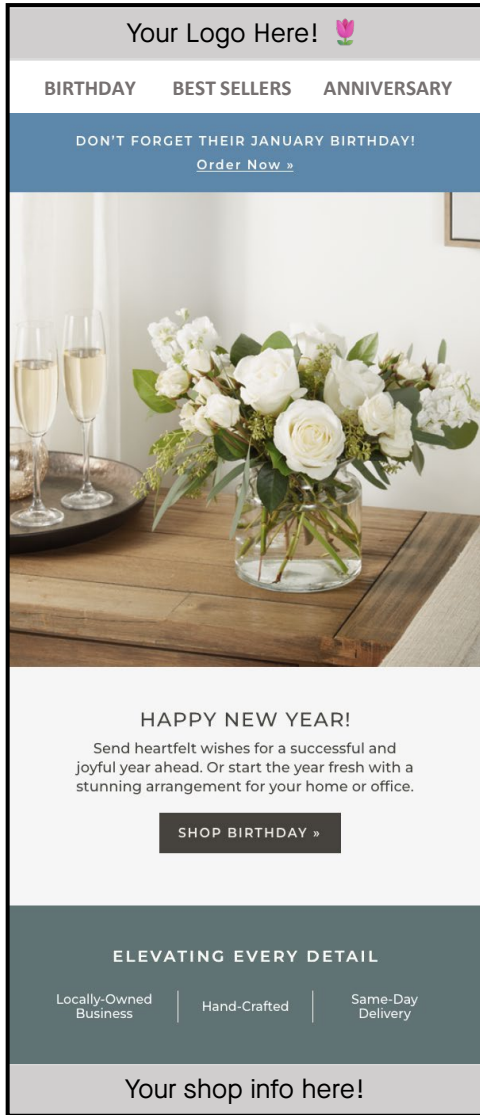 Your Logo Here! 🌷
BIRTHDAY BEST SELLERS ANNIVERSARY
DON'T FORGET THEIR JANUARY BIRTHDAY!
Order Now »
HAPPY NEW YEAR!
Send heartfelt wishes for a successful and
joyful year ahead. Or start the year fresh with a
stunning arrangement for your home or office.
SHOP BIRTHDAY »
ELEVATING EVERY DETAIL
Locally-Owned
Business
Hand-Crafted
Same-Day
Delivery
Your shop info here!